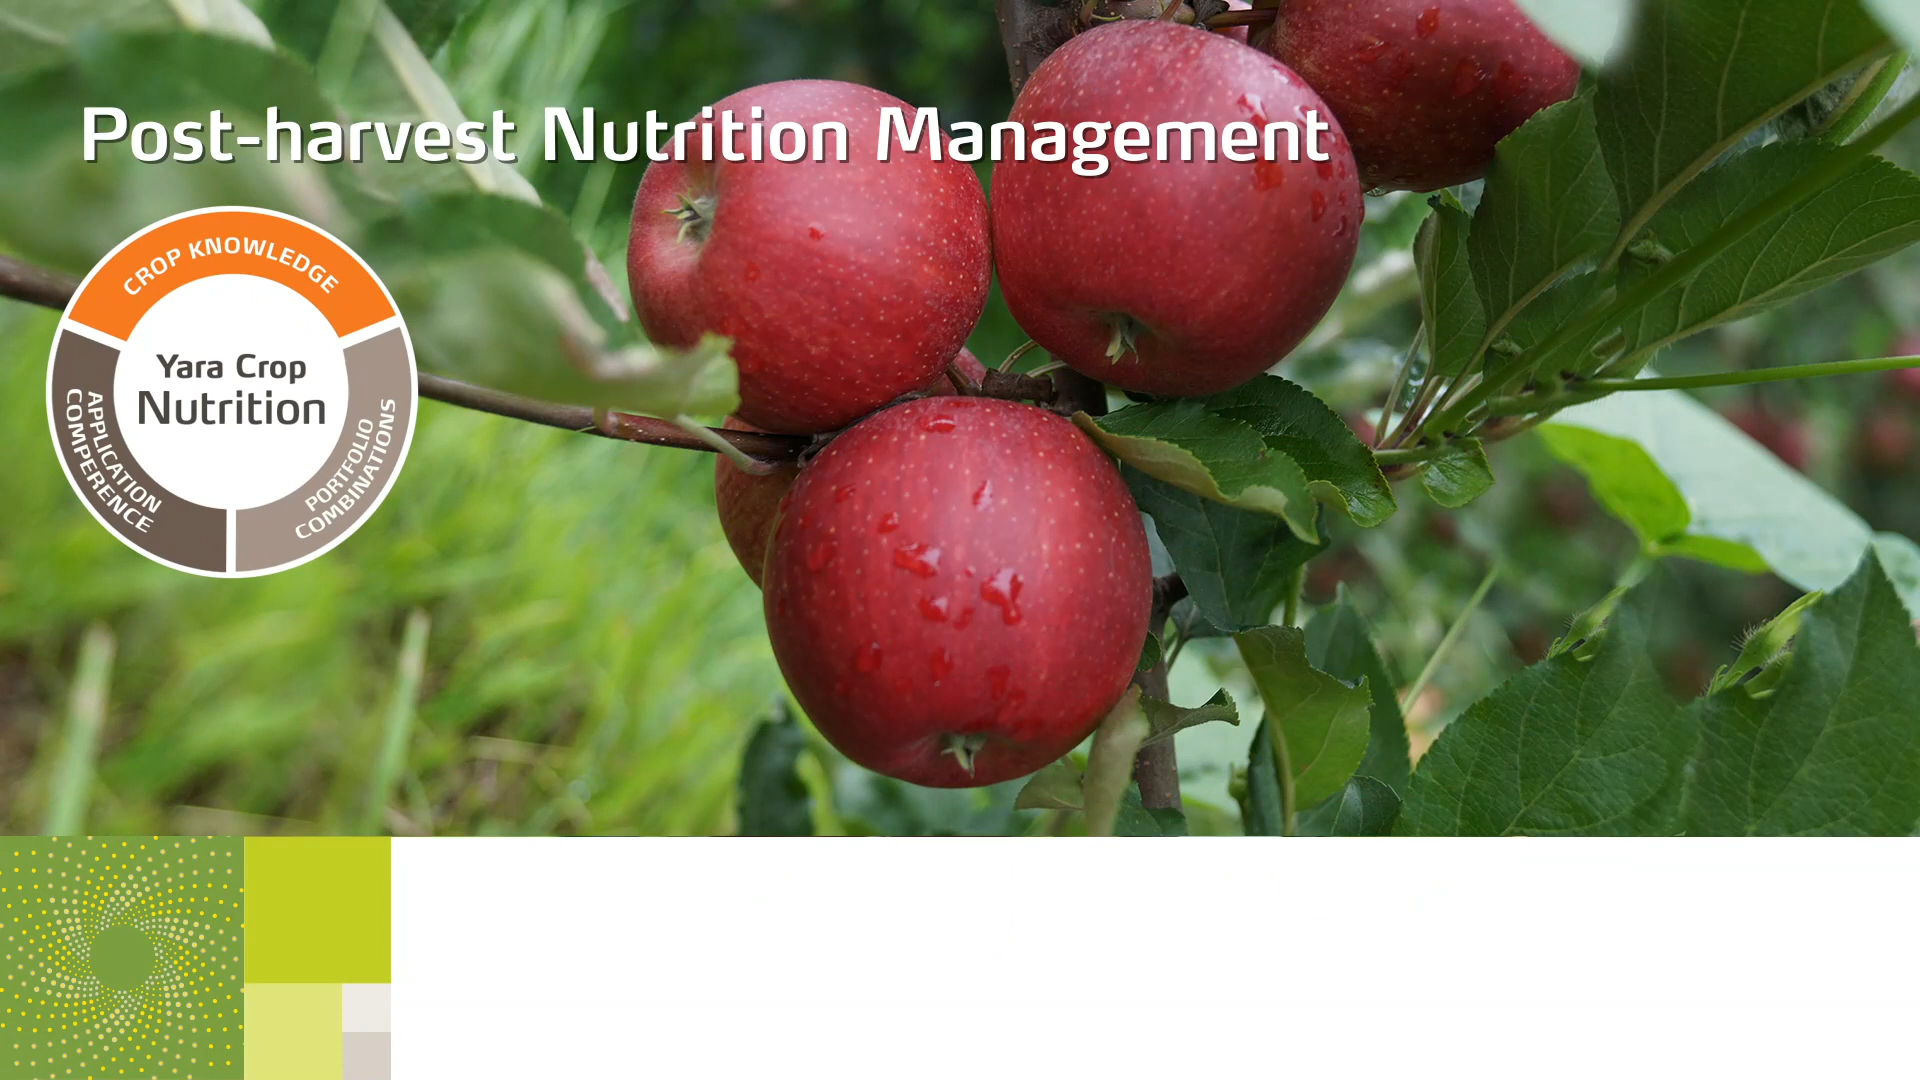 Post-harvest Nutrition Management
CROP KNOWLEDGE
Yara Crop
Nutrition
APPLICATION
COMPERENCE
PORTFOLIO
COMBINATIONS